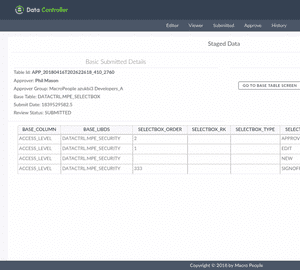 Data Controller
Editor Viewer Submitted Approve History
Staged Data
Basic Submitted Details
Table Id:
Approver: Phil Mason
Approver Group: MacroPeople Developers_A
GO TO BASE TABLE SCREEN
Base Table: DATACTRL.MPE_SELECTBOX
Submit Date: 1839529582.5
Review Status: SUBMITTED
BASE_COLUMN BASE_LIBDS SELECTBOX_ORDER SELECTBOX_RK SELECTBOX_TYPE SELECT
ACCESS_LEVEL DATACTRL.MPE_SECURITY 2 APPROV
ACCESS_LEVEL DATACTRL.MPE_SECURITY 1 EDIT
ACCESS_LEVEL DATACTRL.MPE_SECURITY NEW
ACCESS_LEVEL DATACTRL.MPE_SECURITY 333 SIGNOFF
Copyright © 2018 by Macro People